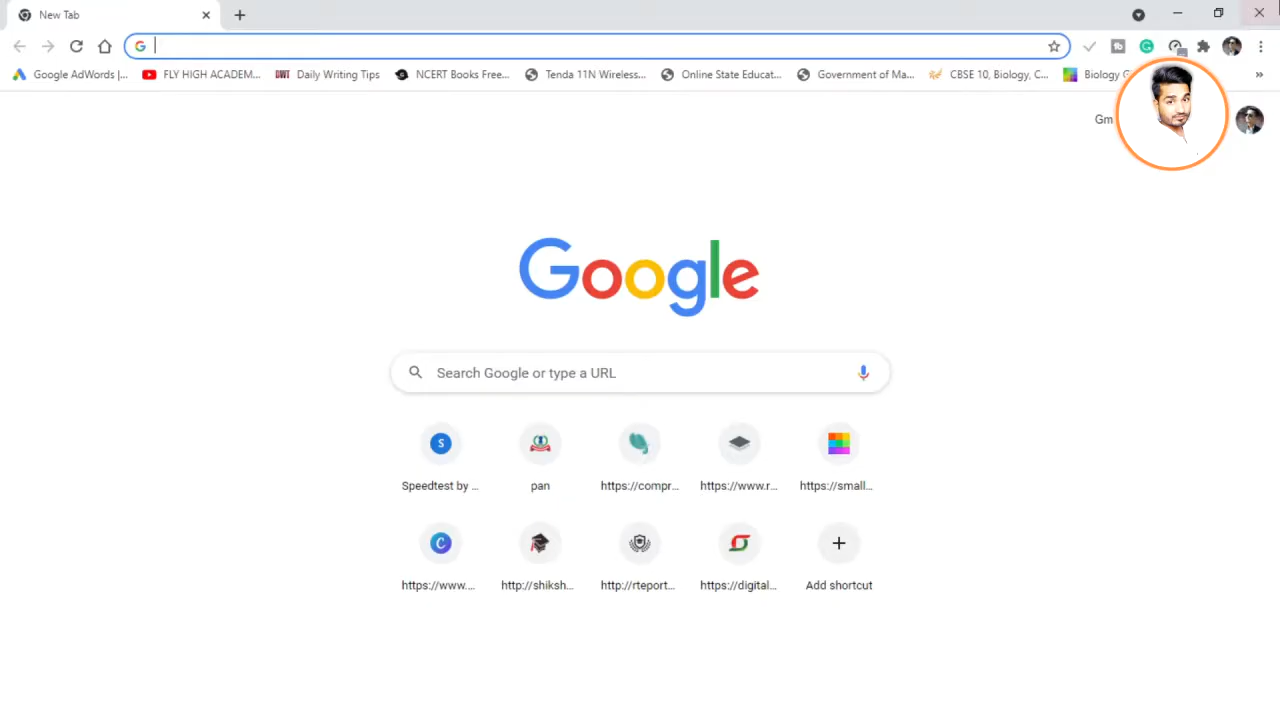 New Tab
Google AdWords |...
FLY HIGH ACADEM...
DWT Daily Writing Tips
NCERT Books Free...
Tenda 11N Wireless...
Online State Educat...
Government of Ma...
CBSE 10, Biology, C...
Biology
Gm
Google
Search Google or type a URL
S
Speedtest by ...
pan
https://compr...
https://www.r...
https://small...
C
https://www....
http://shiksh...
http://rteport...
https://digital...
Add shortcut